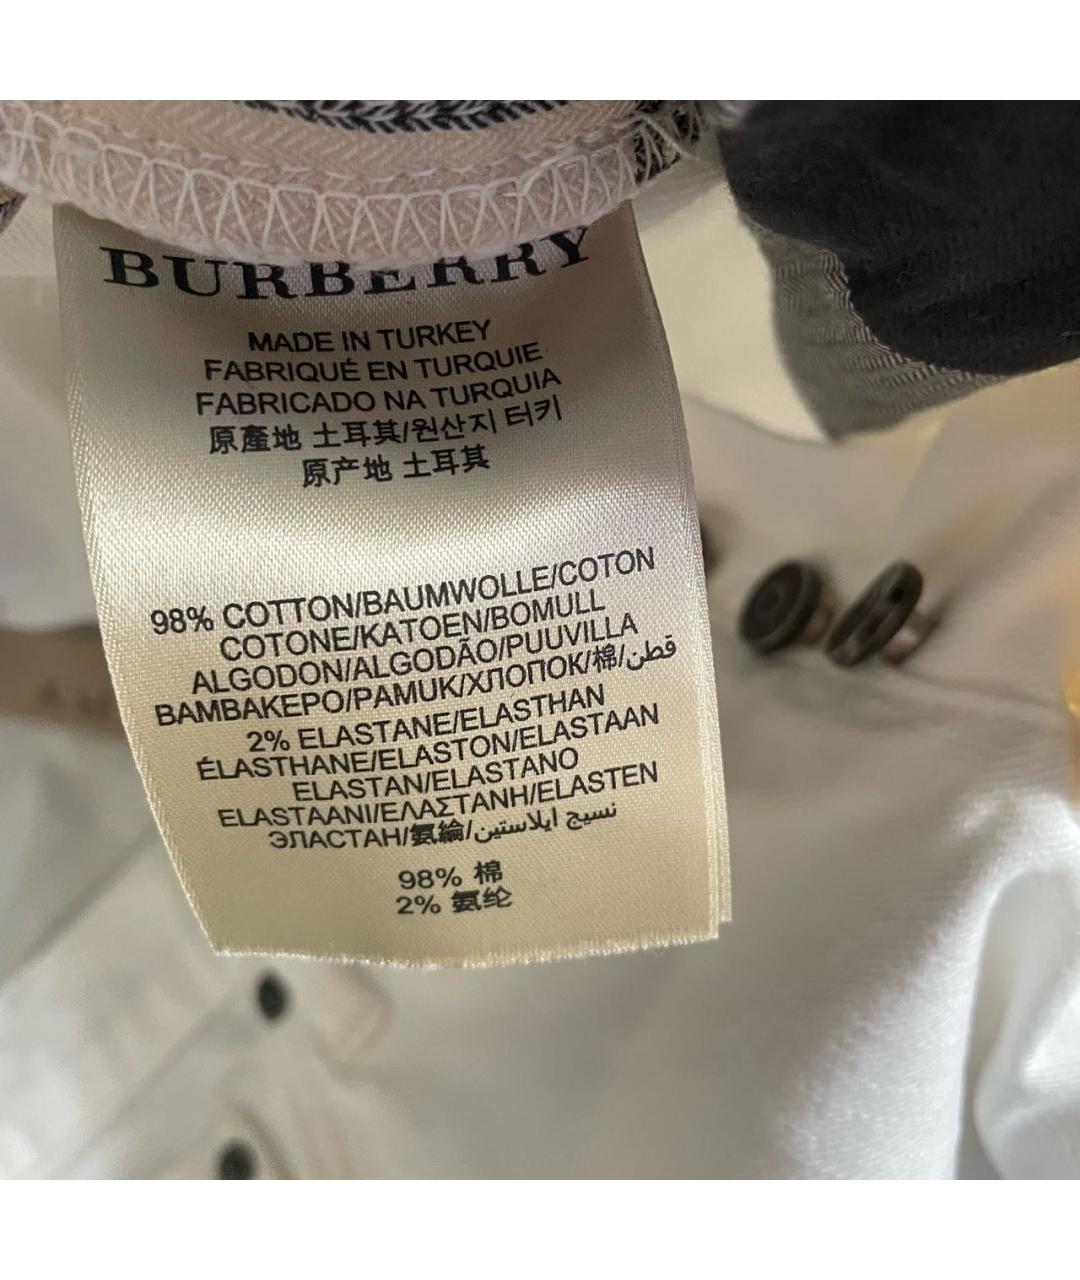 BURBERRY
MADE IN TURKEY
FABRIQUÉ EN TURQUIE
FABRICADO NA TURQUIA
原產地 土耳其/원산지 터키
原产地 土耳其
98% COTTON/BAUMWOLLE/COTON
COTONE/KATOEN/BOMULL
ALGODON/ALGODÃO/PUUVILLA
ΒΑΜΒΑΚΕΡΟ/PAMUK/ХЛОПОК/棉/قطن
2% ELASTANE/ELASTHAN
ÉLASTHANE/ELASTON/ELASTAAN
ELASTAN/ELASTANO
ELASTAANI/ΕΛΑΣΤΑΝΗ/ELASTEN
ЭЛАСТАН/氨綸/نسيج ايلاستين
98% 棉
2% 氨纶